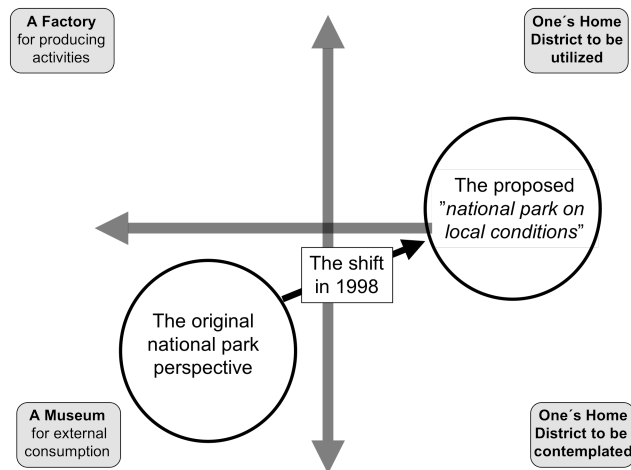 A Factory
for producing
activities
One´s Home
District to be
utilized
The proposed
”national park on
local conditions”
The shift
in 1998
The original
national park
perspective
A Museum
for external
consumption
One´s Home
District to be
contemplated